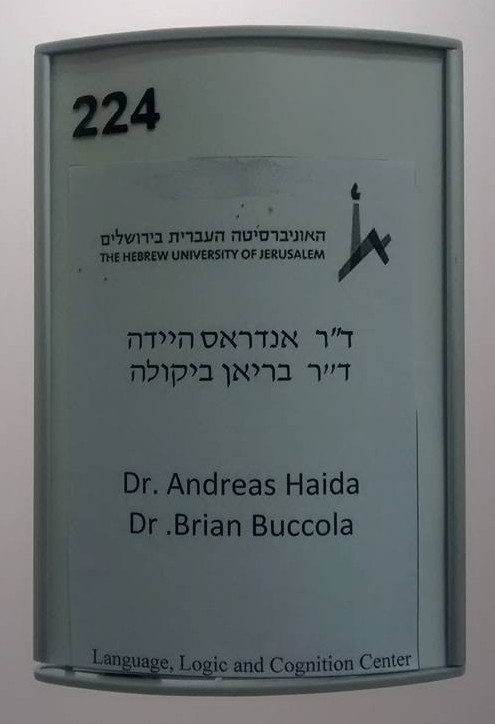 224
האוניברסיטה העברית בירושלים
THE HEBREW UNIVERSITY OF JERUSALEM
ד"ר אנדראס היידה
ד"ר בריאן ביקולה
Dr. Andreas Haida
Dr .Brian Buccola
Language, Logic and Cognition Center